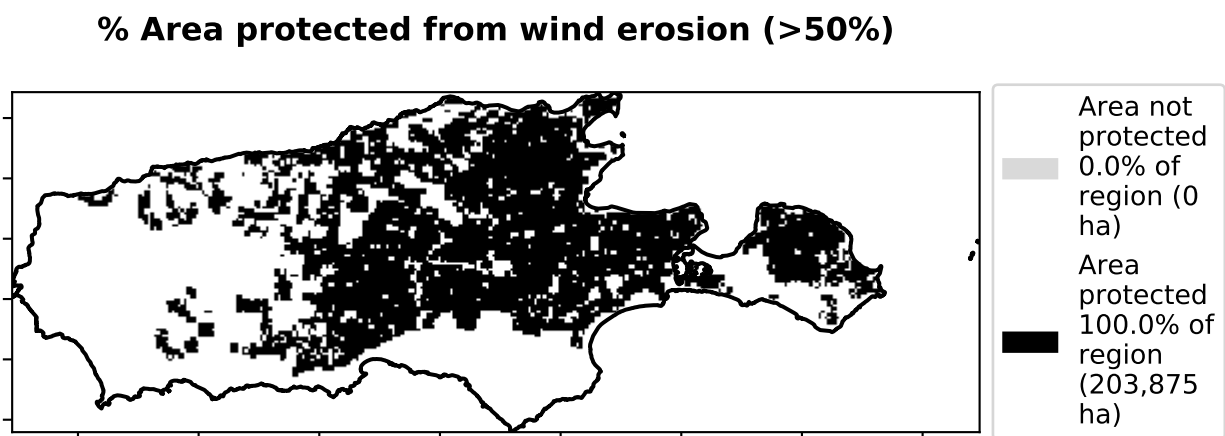 % Area protected from wind erosion (>50%)
Area not
protected
0.0% of
region (0
ha)
Area
protected
100.0% of
region
(203,875
ha)